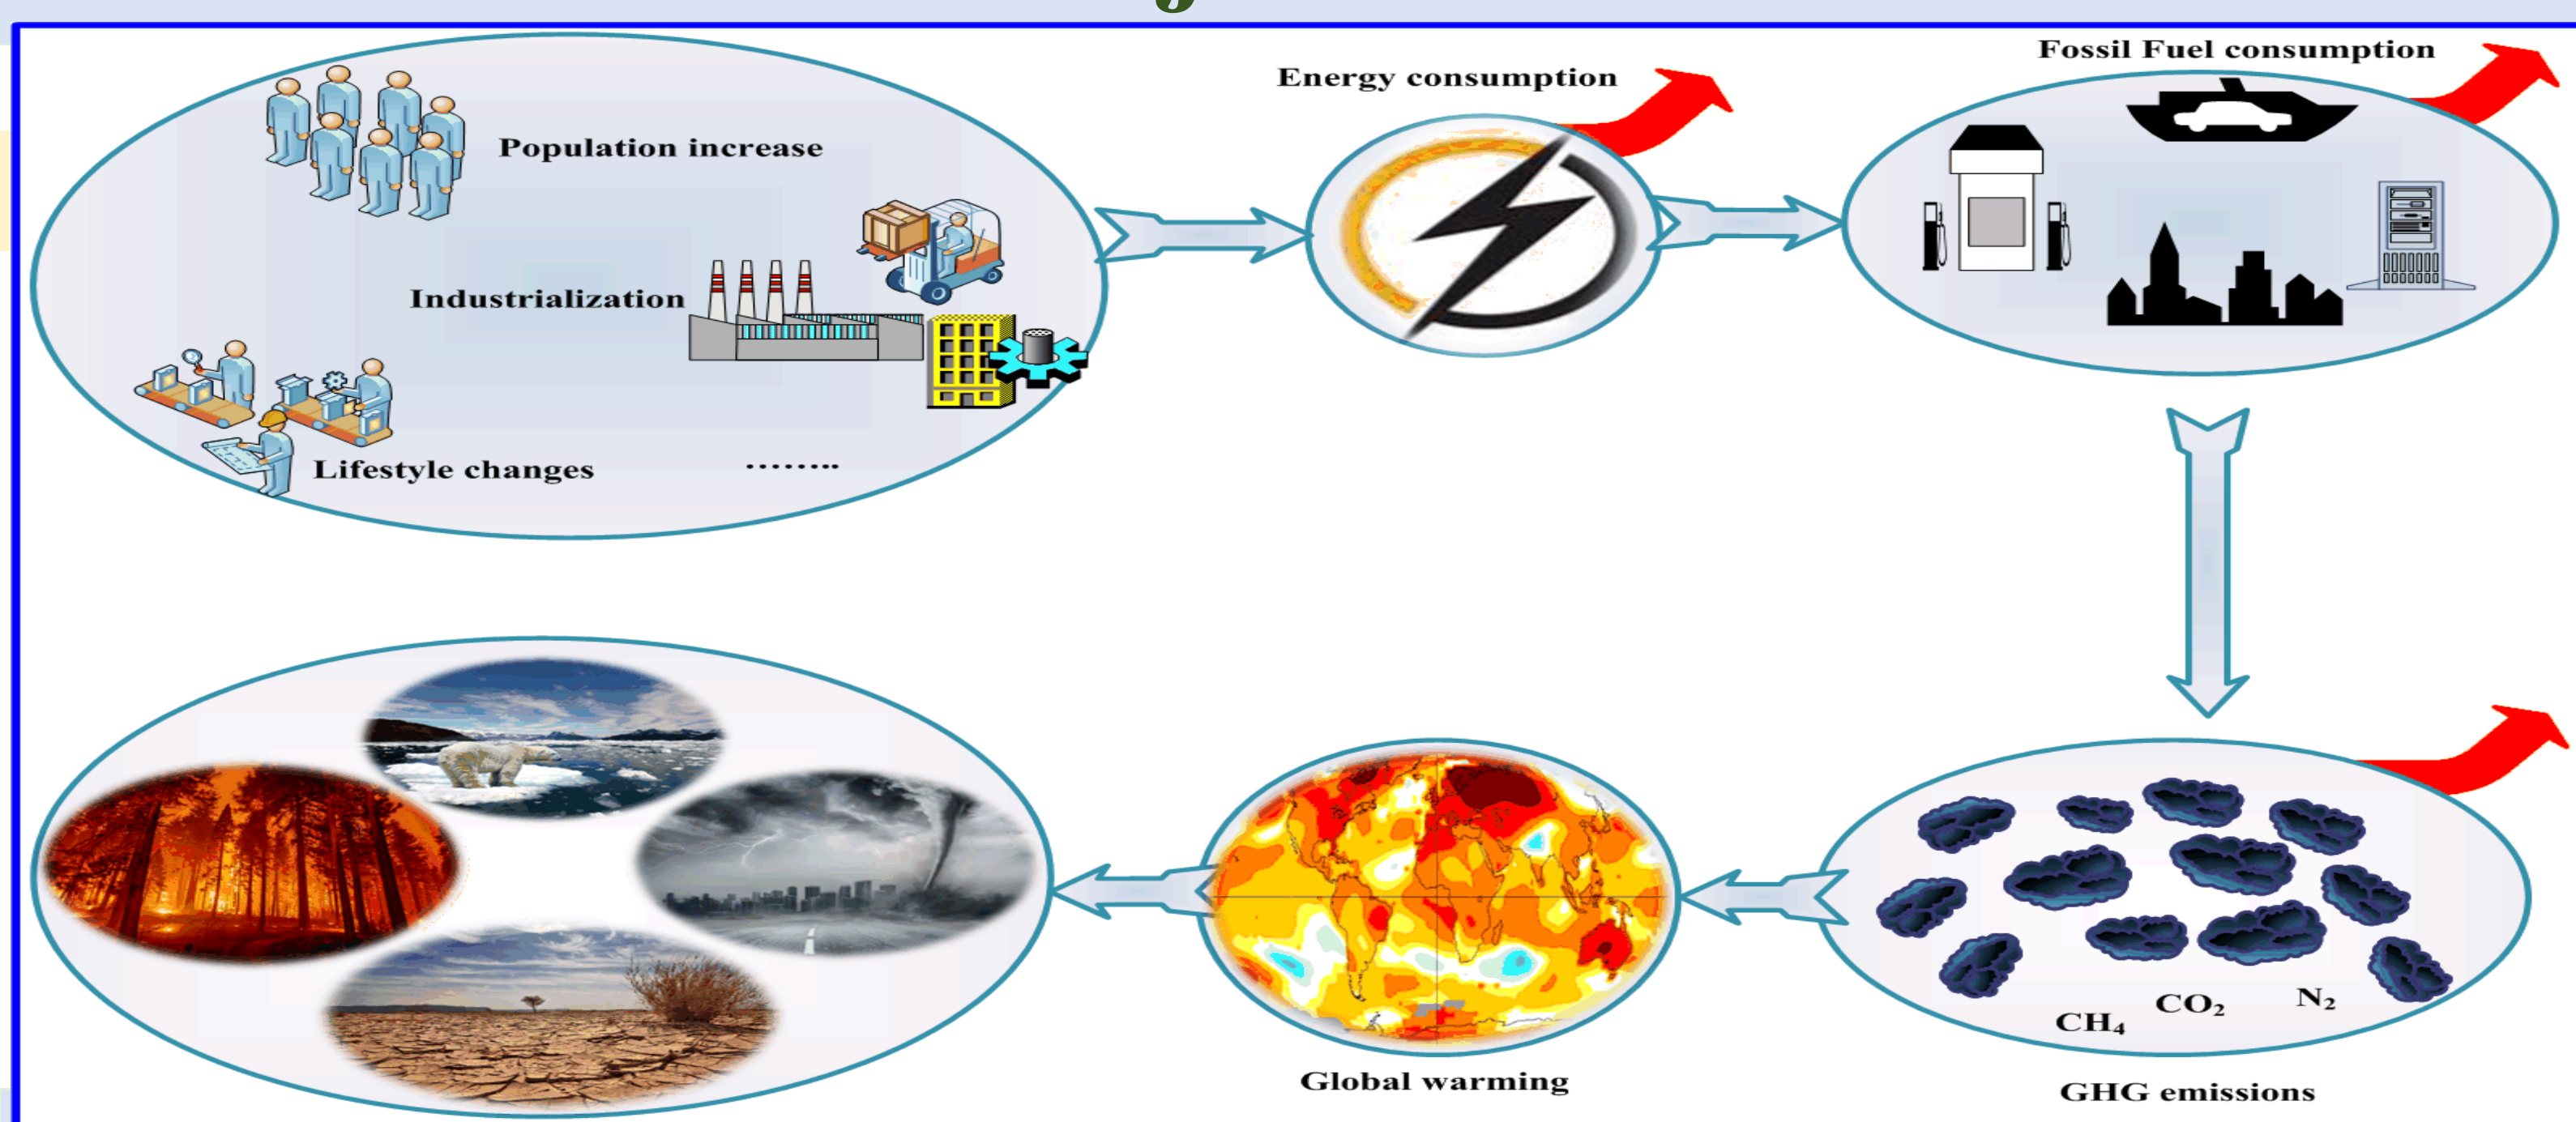 Energy consumption
Fossil Fuel consumption
Population increase
Industrialization
Lifestyle changes
........
CH₄
CO₂
N₂
Global warming
GHG emissions